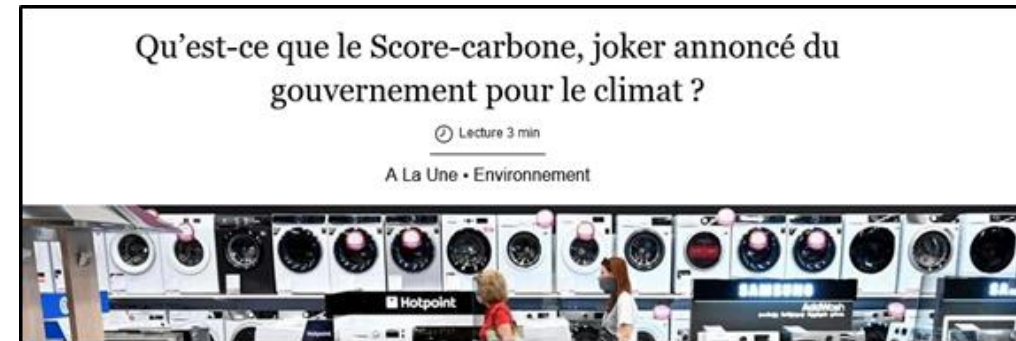 Qu’est-ce que le Score-carbone, joker annoncé du
gouvernement pour le climat ?
Lecture 3 min
A La Une • Environnement
Hotpoint
SAMSUNG
AddWash
SA